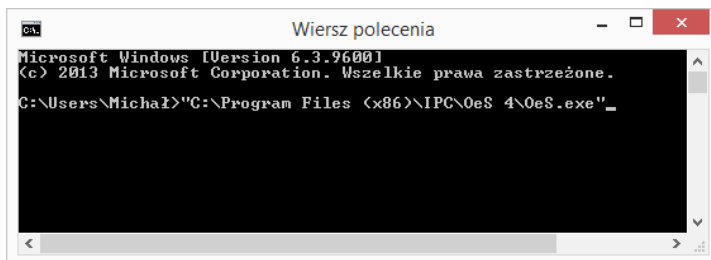 Wiersz polecenia
Microsoft Windows [Version 6.3.9600]
(c) 2013 Microsoft Corporation. Wszelkie prawa zastrzeżone.
C:\Users\Michał>"C:\Program Files (x86)\IPC\OeS 4\OeS.exe"_